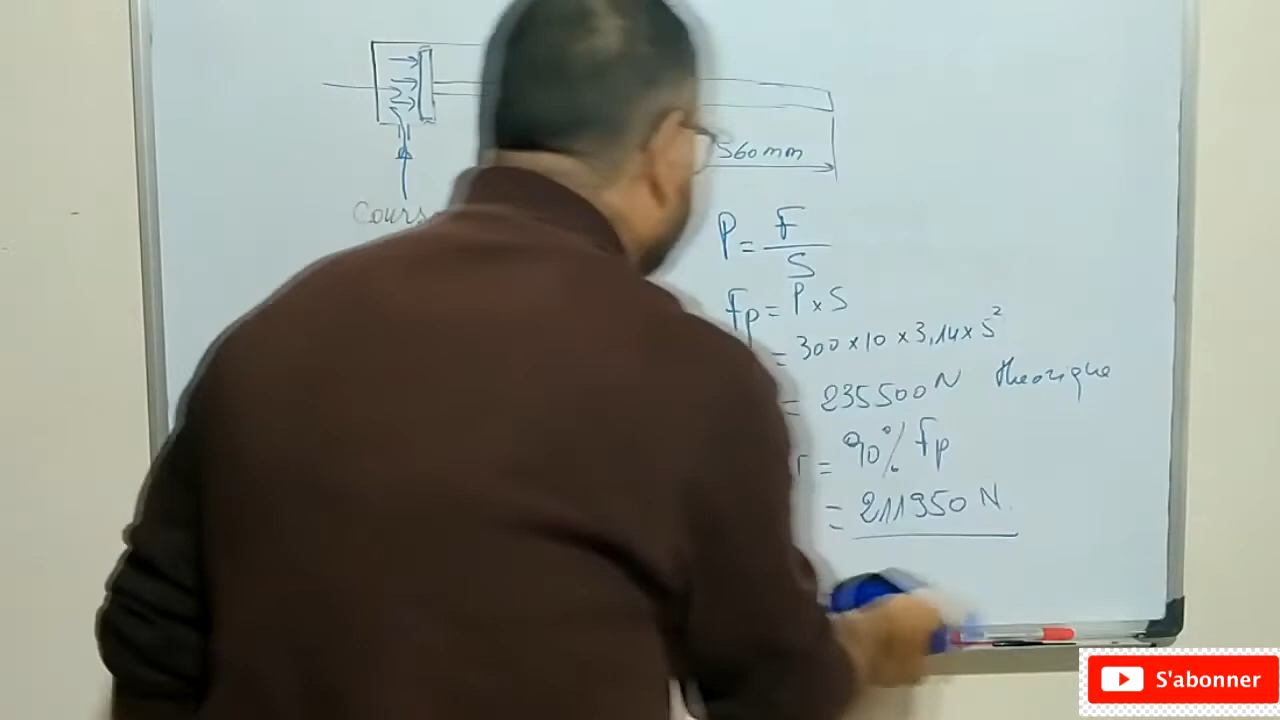 560mm
Cours
P = F / S
Fp = P x S
= 300 x 10 x 3,14 x 5²
= 235500 N theorique
r = 90% Fp
= 211950 N.
S'abonner